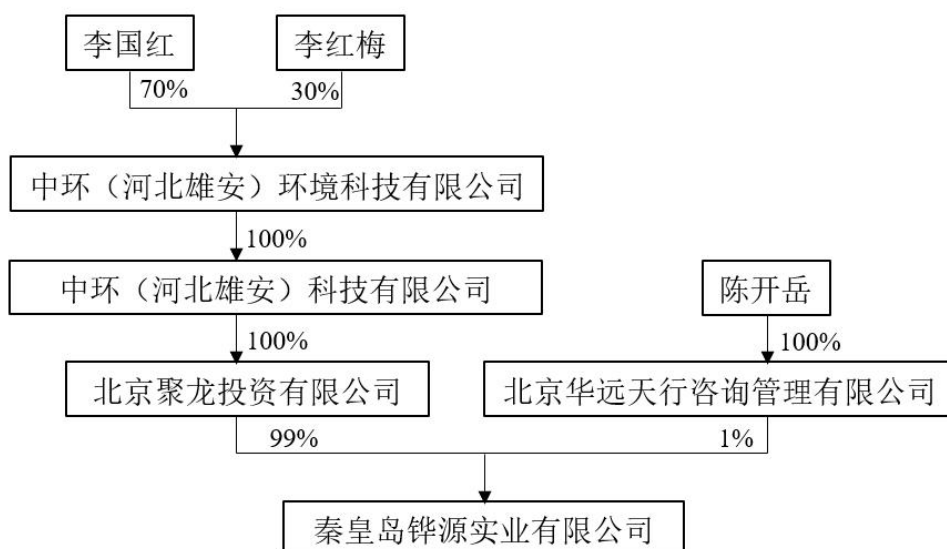 李国红
李红梅
70%
30%
中环（河北雄安）环境科技有限公司
100%
中环（河北雄安）科技有限公司
陈开岳
100%
100%
北京聚龙投资有限公司
北京华远天行咨询管理有限公司
99%
1%
秦皇岛铧源实业有限公司